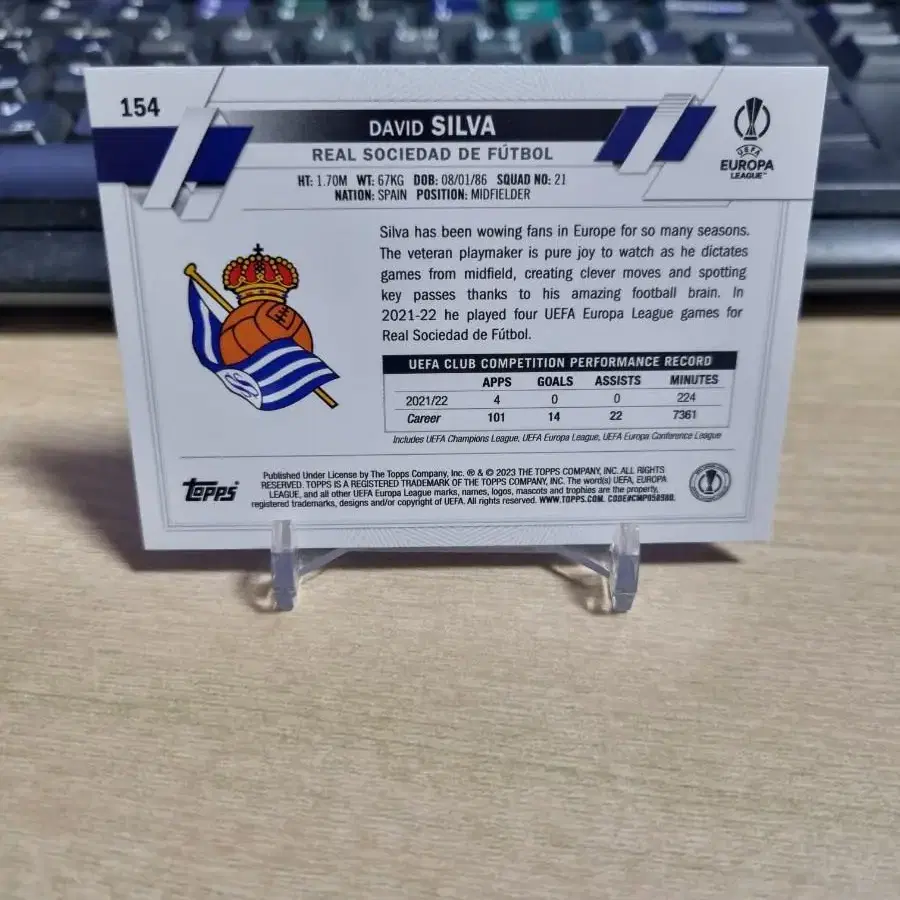 154
DAVID SILVA
REAL SOCIEDAD DE FÚTBOL
HT: 1.70M WT: 67KG DOB: 08/01/86 SQUAD NO: 21
NATION: SPAIN POSITION: MIDFIELDER
UEFA
EUROPA
LEAGUE™
Silva has been wowing fans in Europe for so many seasons.
The veteran playmaker is pure joy to watch as he dictates
games from midfield, creating clever moves and spotting
key passes thanks to his amazing football brain. In
2021-22 he played four UEFA Europa League games for
Real Sociedad de Fútbol.
UEFA CLUB COMPETITION PERFORMANCE RECORD
APPS GOALS ASSISTS MINUTES
2021/22 4 0 0 224
Career 101 14 22 7361
Includes UEFA Champions League, UEFA Europa League, UEFA Europa Conference League
Topps®
Published Under License by The Topps Company, Inc. ® & © 2023 THE TOPPS COMPANY, INC. ALL RIGHTS
RESERVED. TOPPS IS A REGISTERED TRADEMARK OF THE TOPPS COMPANY, INC. The word(s) UEFA, EUROPA
LEAGUE, and all other UEFA Europa League marks, names, logos, mascots and trophies are the property,
registered trademarks, designs and/or copyright of UEFA. All rights reserved. WWW.TOPPS.COM.